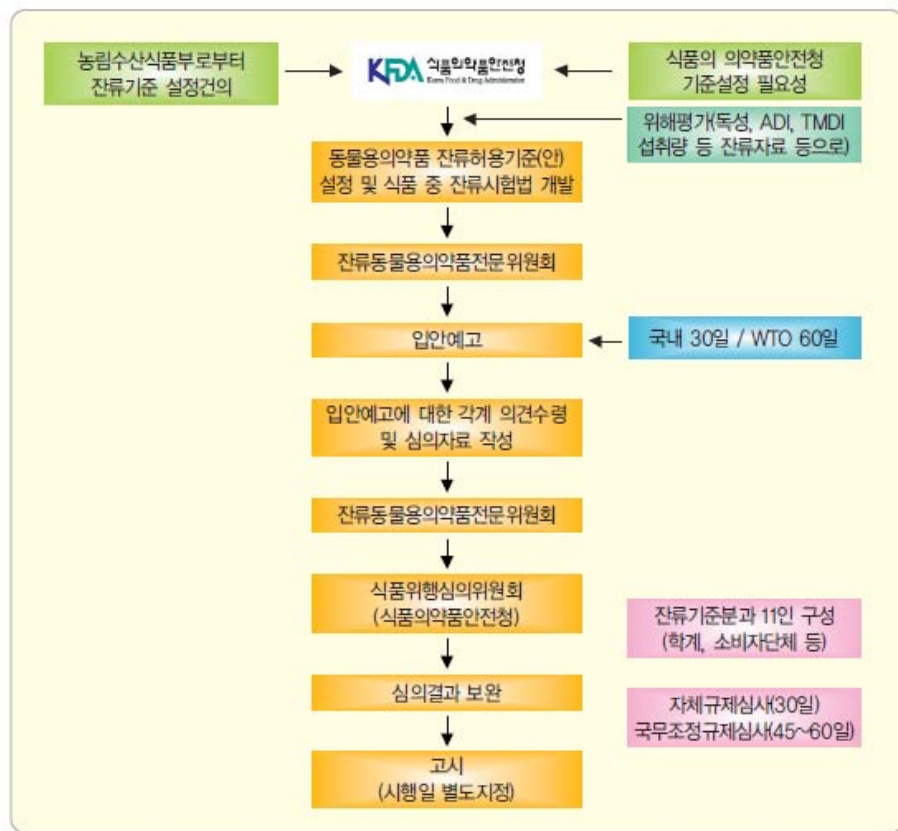 농림수산식품부로부터
잔류기준 설정건의
KFDA 식품의약품안전청
Korea Food & Drug Administration
식품의 의약품안전청
기준설정 필요성
위해평가(독성, ADI, TMDI
섭취량 등 잔류자료 등으로)
동물용의약품 잔류허용기준(안)
설정 및 식품 중 잔류시험법 개발
잔류동물용의약품전문위원회
입안예고
국내 30일 / WTO 60일
입안예고에 대한 각계 의견수령
및 심의자료 작성
잔류동물용의약품전문위원회
식품위행심의위원회
(식품의약품안전청)
잔류기준분과 11인 구성
(학계, 소비자단체 등)
심의결과 보완
자체규제심사(30일)
국무조정규제심사(45~60일)
고시
(시행일 별도지정)